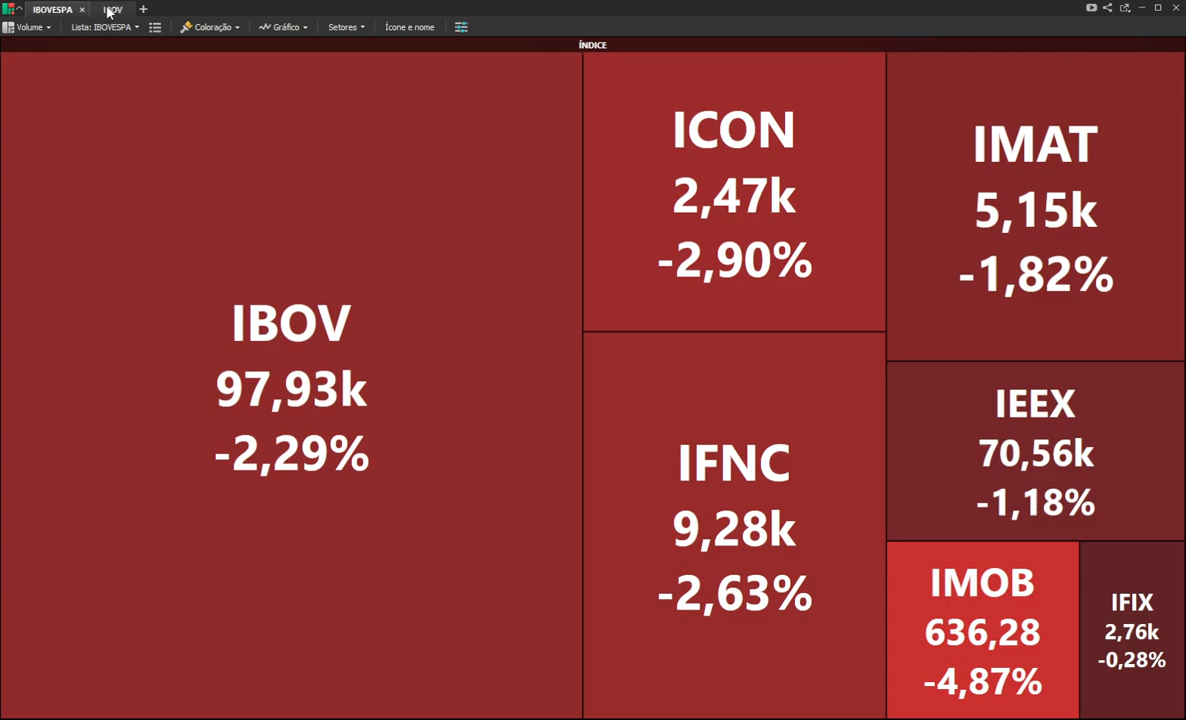 IBOVESPA
IBOV
Volume
Lista: IBOVESPA
Coloração
Gráfico
Setores
Ícone e nome
ÍNDICE
IBOV
97,93k
-2,29%
ICON
2,47k
-2,90%
IFNC
9,28k
-2,63%
IMAT
5,15k
-1,82%
IEEX
70,56k
-1,18%
IMOB
636,28
-4,87%
IFIX
2,76k
-0,28%